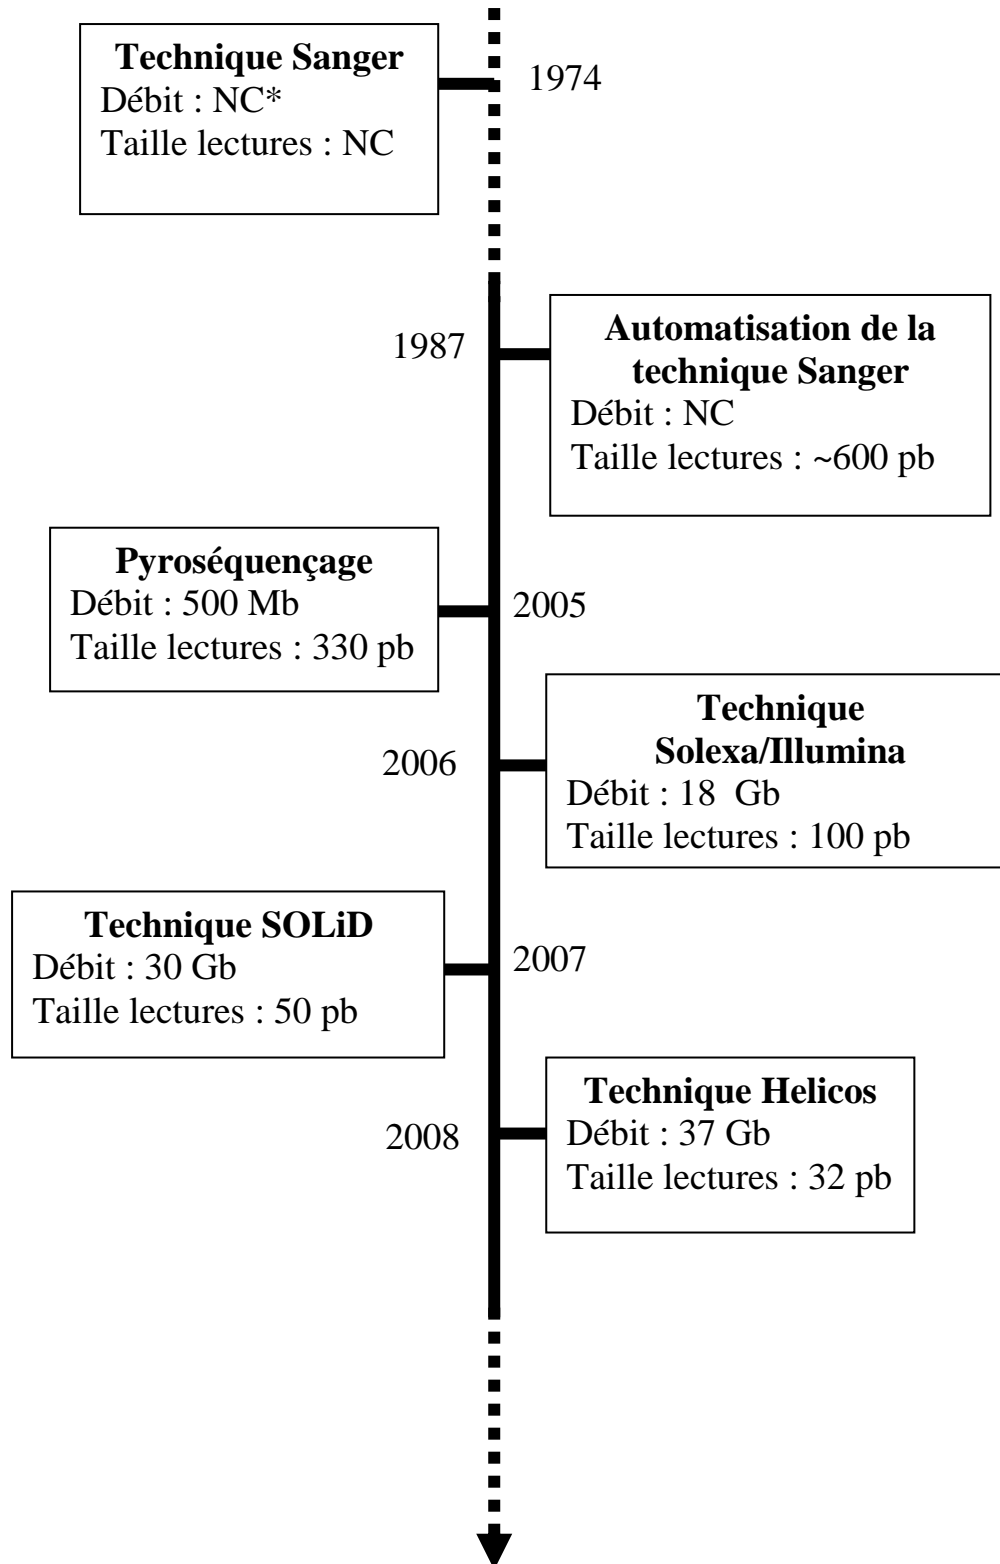 Technique Sanger
Débit : NC*
Taille lectures : NC
1974
1987
Automatisation de la
technique Sanger
Débit : NC
Taille lectures : ~600 pb
Pyroséquençage
Débit : 500 Mb
Taille lectures : 330 pb
2005
2006
Technique
Solexa/Illumina
Débit : 18  Gb
Taille lectures : 100 pb
Technique SOLiD
Débit : 30 Gb
Taille lectures : 50 pb
2007
2008
Technique Helicos
Débit : 37 Gb
Taille lectures : 32 pb